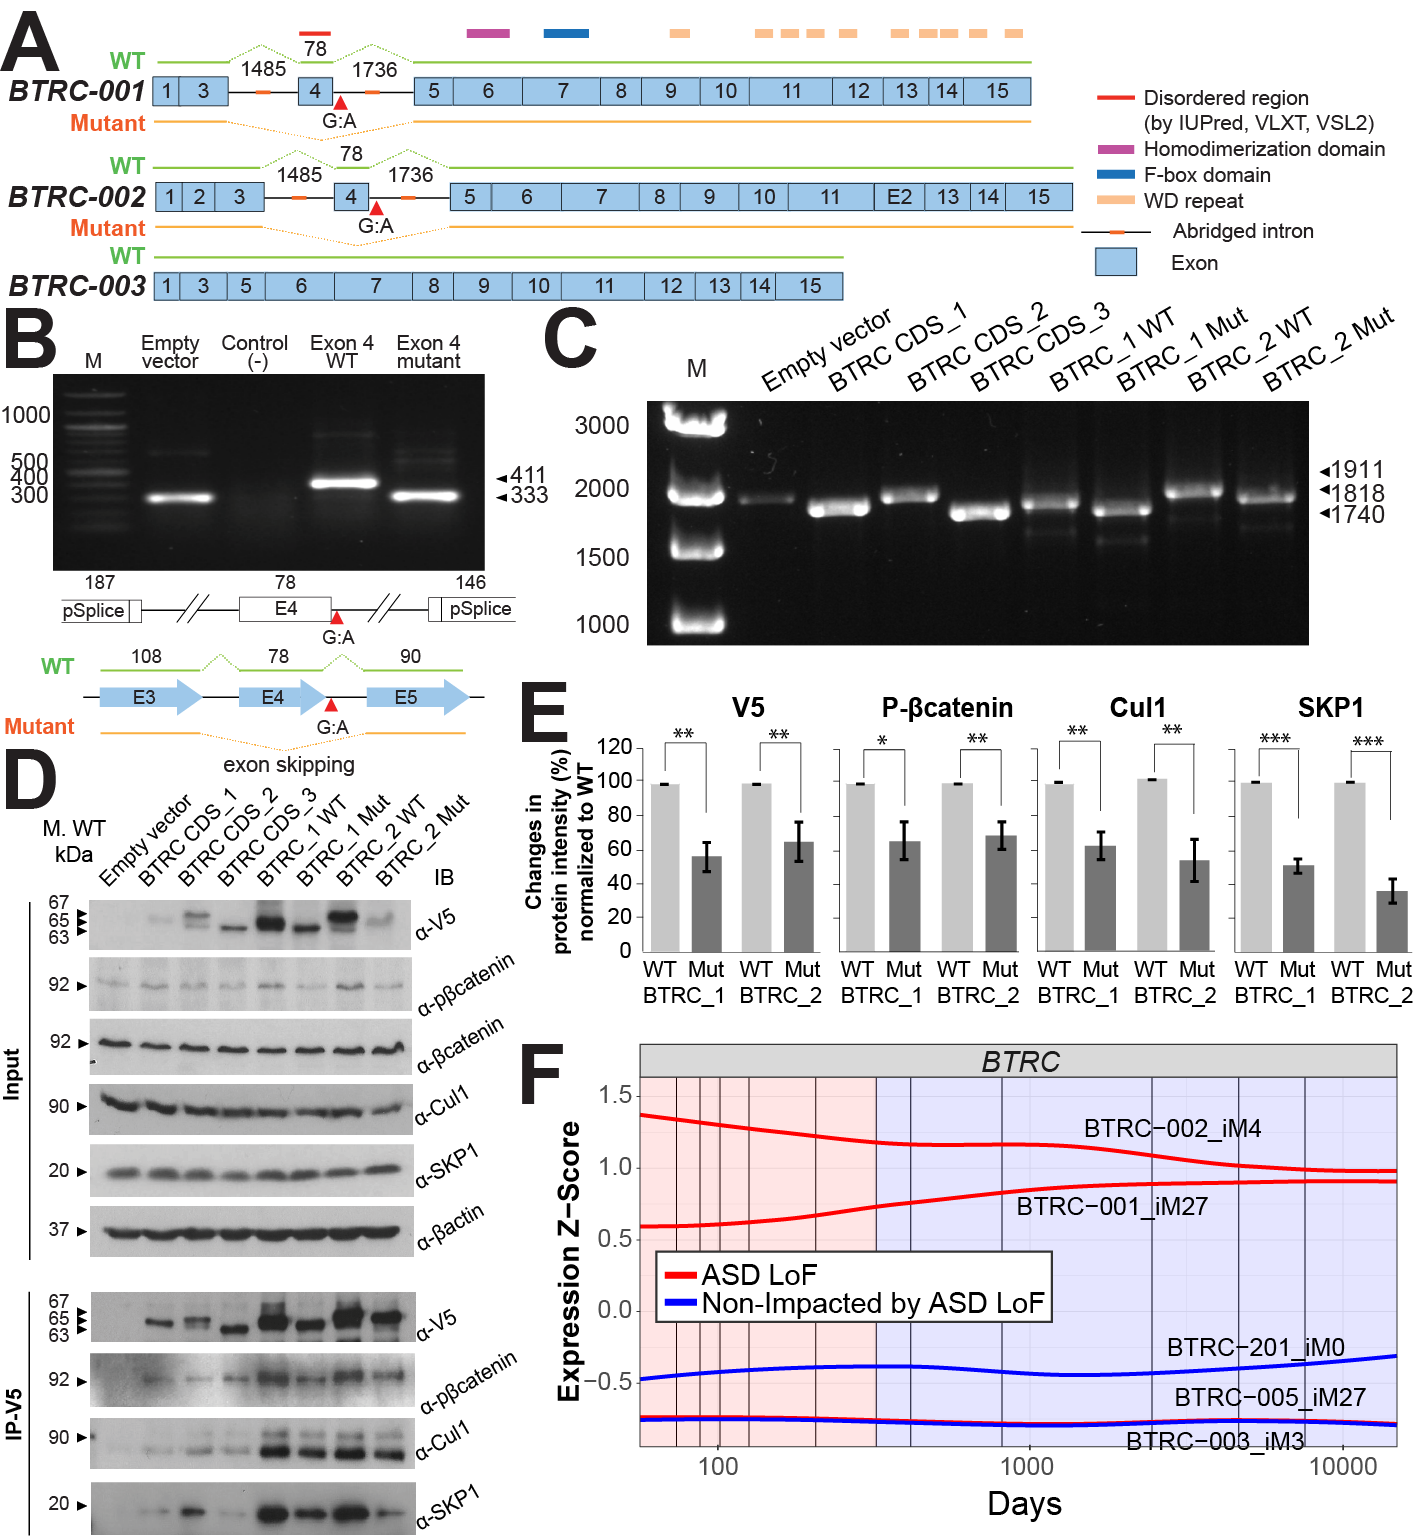 A
WT
78
1485
1736
BTRC-001
1 3 4 5 6 7 8 9 10 11 12 13 14 15
G:A
Mutant
WT
78
1485
1736
BTRC-002
1 2 3 4 5 6 7 8 9 10 11 E2 13 14 15
G:A
Mutant
WT
BTRC-003
1 3 5 6 7 8 9 10 11 12 13 14 15
Disordered region
(by IUPred, VLXT, VSL2)
Homodimerization domain
F-box domain
WD repeat
Abridged intron
Exon
B
M
Empty
vector
Control
(-)
Exon 4
WT
Exon 4
mutant
1000
500
400
300
411
333
187
78
146
pSplice
E4
pSplice
G:A
WT
108
78
90
E3
E4
E5
G:A
Mutant
exon skipping
C
M
Empty vector
BTRC CDS_1
BTRC CDS_2
BTRC CDS_3
BTRC_1 WT
BTRC_1 Mut
BTRC_2 WT
BTRC_2 Mut
3000
2000
1500
1000
1911
1818
1740
D
M. WT
kDa
Empty vector
BTRC CDS_1
BTRC CDS_2
BTRC CDS_3
BTRC_1 WT
BTRC_1 Mut
BTRC_2 WT
BTRC_2 Mut
IB
Input
67
65
63
α-V5
92
α-pβcatenin
92
α-βcatenin
90
α-Cul1
20
α-SKP1
37
α-βactin
IP-V5
67
65
63
α-V5
92
α-pβcatenin
90
α-Cul1
20
α-SKP1
E
Changes in
protein intensity (%)
normalized to WT
120
100
80
60
40
20
0
V5
** **
WT Mut WT Mut
BTRC_1 BTRC_2
P-βcatenin
* **
WT Mut WT Mut
BTRC_1 BTRC_2
Cul1
** **
WT Mut WT Mut
BTRC_1 BTRC_2
SKP1
*** ***
WT Mut WT Mut
BTRC_1 BTRC_2
F
BTRC
Expression Z-Score
1.5
1.0
0.5
0.0
−0.5
BTRC−002_iM4
BTRC−001_iM27
ASD LoF
Non-Impacted by ASD LoF
BTRC−201_iM0
BTRC−005_iM27
BTRC−003_iM3
100
1000
10000
Days